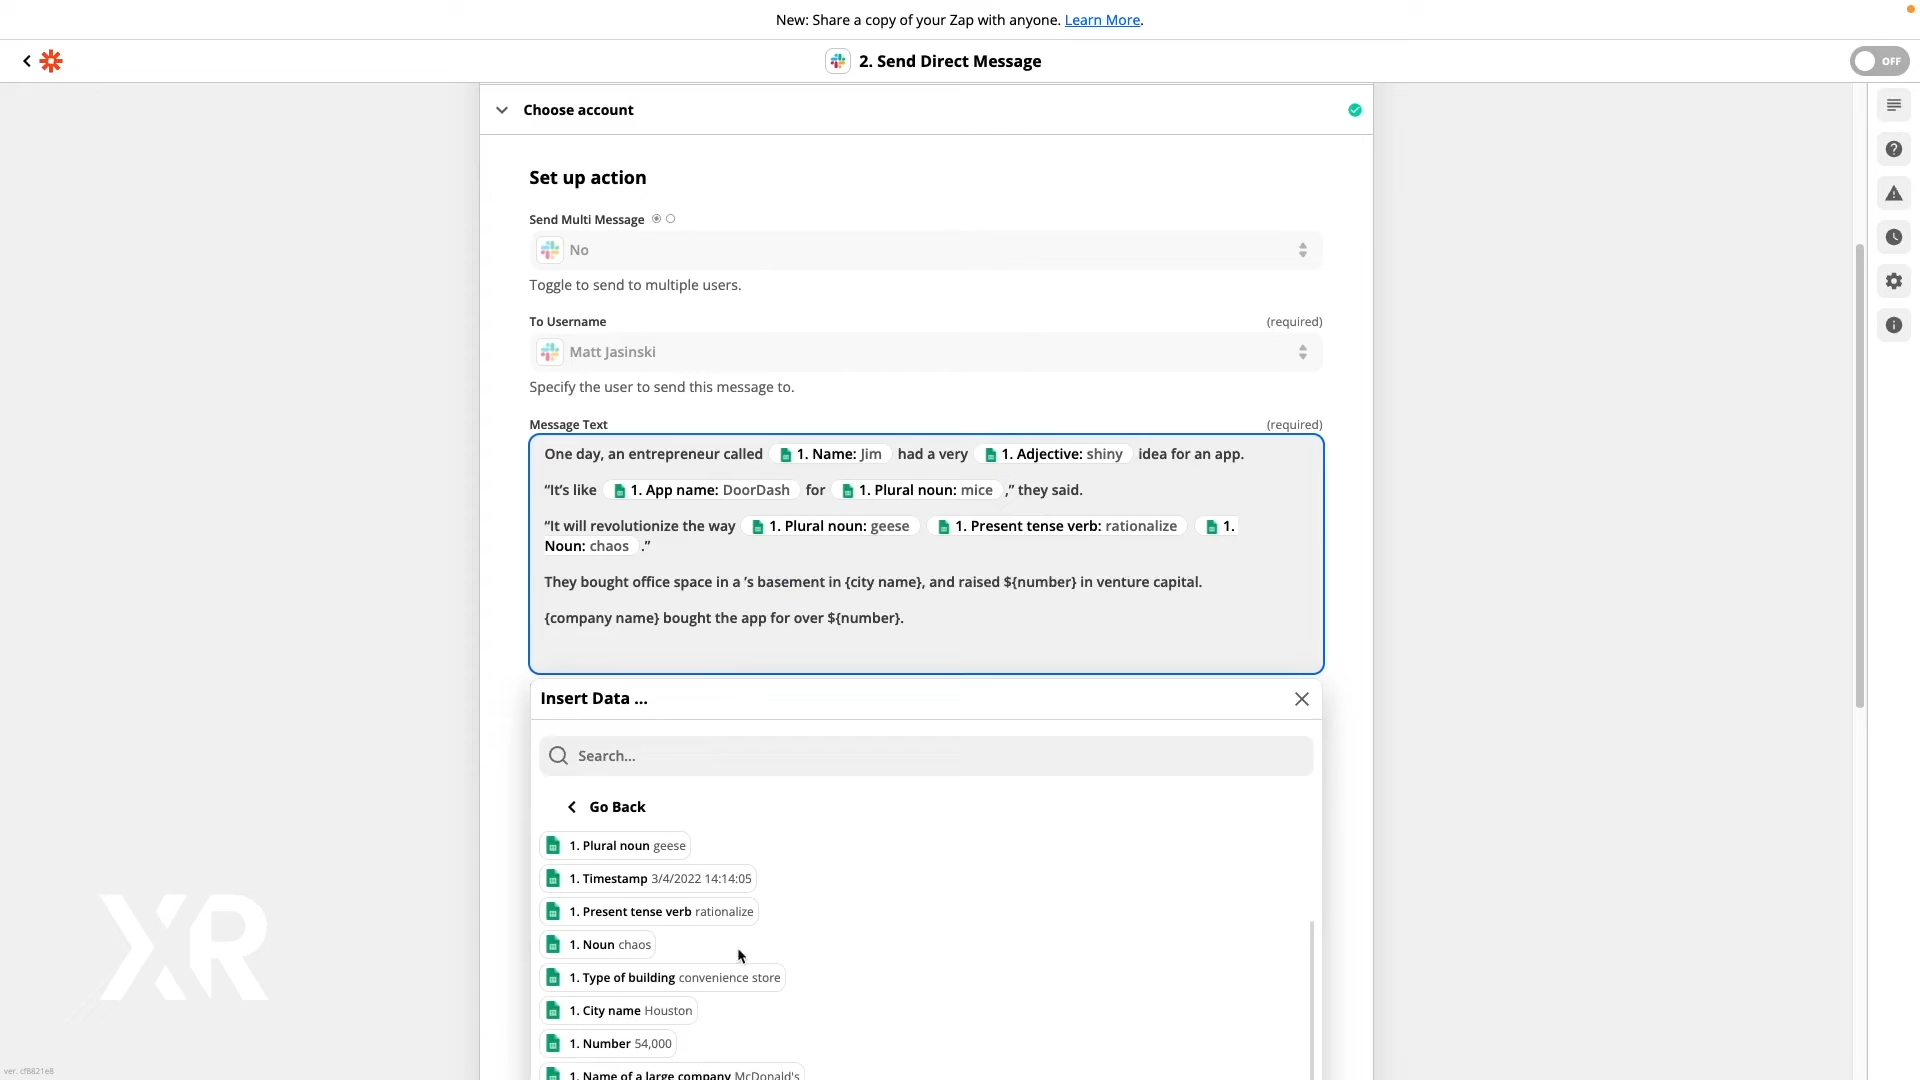 New: Share a copy of your Zap with anyone. Learn More.
2. Send Direct Message
OFF
Choose account
Set up action
Send Multi Message
No
Toggle to send to multiple users.
To Username (required)
Matt Jasinski
Specify the user to send this message to.
Message Text (required)
One day, an entrepreneur called 1. Name: Jim had a very 1. Adjective: shiny idea for an app.
“It’s like 1. App name: DoorDash for 1. Plural noun: mice ,” they said.
“It will revolutionize the way 1. Plural noun: geese 1. Present tense verb: rationalize 1.
Noun: chaos .”
They bought office space in a ’s basement in {city name}, and raised ${number} in venture capital.
{company name} bought the app for over ${number}.
Insert Data ...
Search...
Go Back
1. Plural noun geese
1. Timestamp 3/4/2022 14:14:05
1. Present tense verb rationalize
1. Noun chaos
1. Type of building convenience store
1. City name Houston
1. Number 54,000
1. Name of a large company McDonald's
XR
ver. cf8821e8